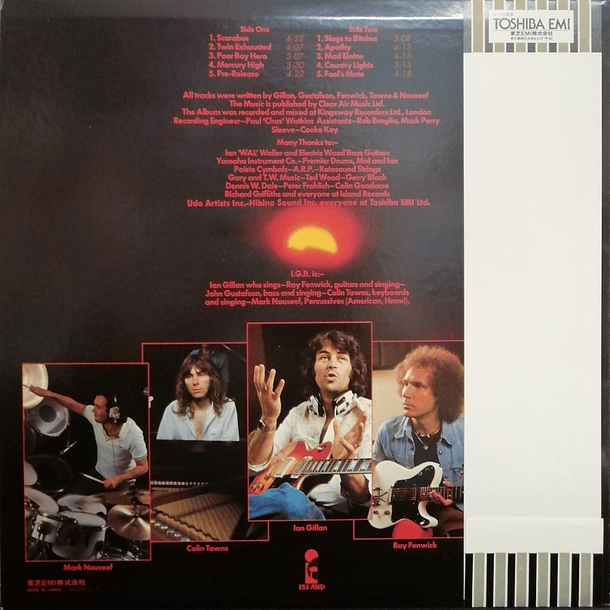 Side One
1. Scarabus 4:52
2. Twin Exhausted 4:07
3. Poor Boy Hero 3:07
4. Mercury High 3:30
5. Pre-Release 4:22
Side Two
1. Slags to Bitches 5:08
2. Apathy 4:13
3. Mad Elaine 4:15
4. Country Lights 3:15
5. Fool's Mate 4:18
All tracks were written by Gillan, Gustafson, Fenwick, Towns & Nauseef
The Music is published by Clear Air Music Ltd.
The Album was recorded and mixed at Kingsway Recorders Ltd., London
Recording Engineer–Paul 'Chas' Watkins Assistants–Bob Broglia, Mark Perry
Sleeve–Cooke Key
Many Thanks to:–
Ian 'WAL' Waller and Electric Wood Bass Guitars
Yamaha Instrument Co.–Premier Drums, Mal and Ian
Paiste Cymbals–A.R.P.–Rotosound Strings
Gary and T.W. Music–Ted Wood–Gerry Black
Dennis W. Dale–Peter Frohlich–Colin Goodacre
Richard Griffiths and everyone at Island Records
Udo Artists Inc.-Hibino Sound Inc. everyone at Toshiba EMI Ltd.
I.G.B. is:–
Ian Gillan who sings–Ray Fenwick, guitars and singing–
John Gustafson, bass and singing–Colin Towns, keyboards
and singing–Mark Nauseef, Percussives (American, Hmm!).
Mark Nauseef
Colin Towns
Ian Gillan
Ray Fenwick
ISLAND
東芝EMI株式会社
MADE IN JAPAN
TOSHIBA EMI
東芝EMI株式会社